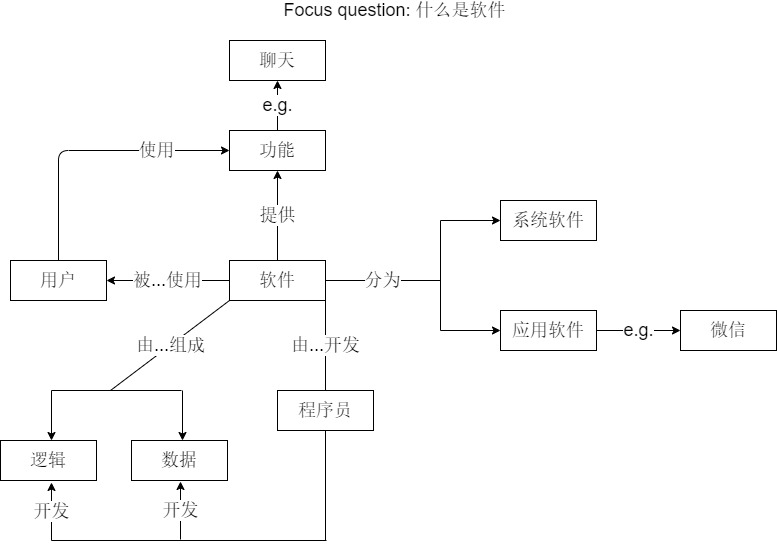 Focus question: 什么是软件
聊天
e.g.
使用
功能
提供
系统软件
用户
被...使用
软件
分为
应用软件
e.g.
微信
由...组成
由...开发
程序员
逻辑
数据
开发
开发